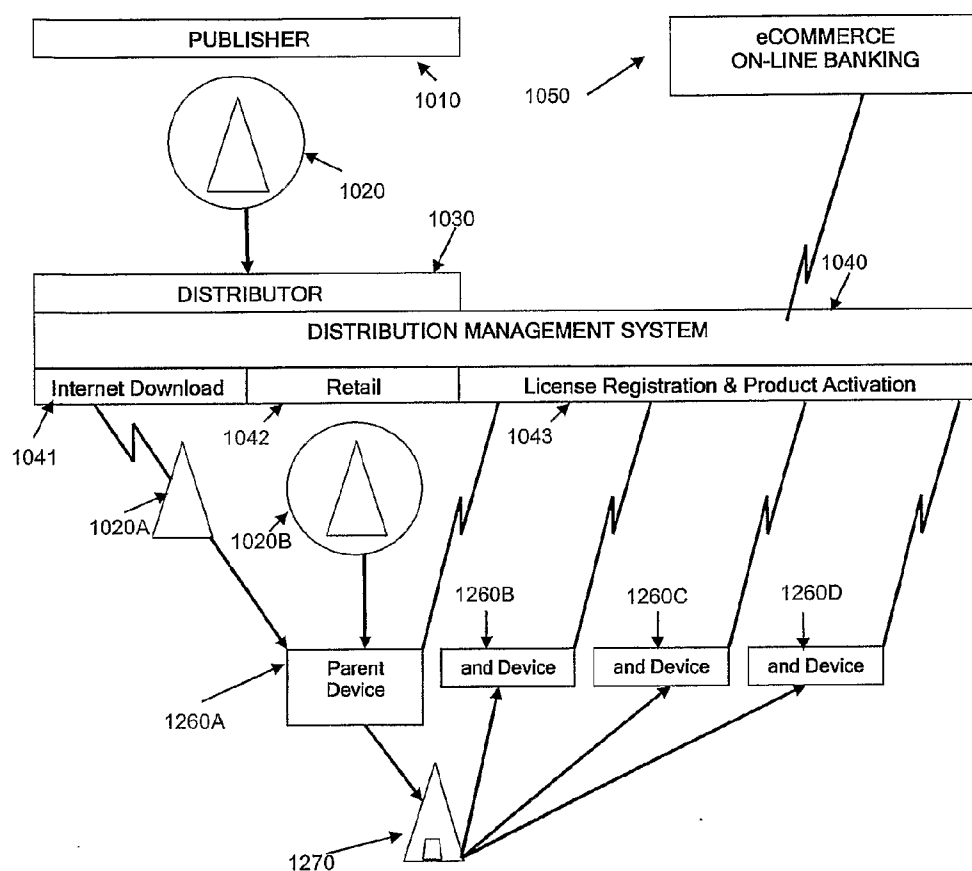 PUBLISHER
eCOMMERCE
ON-LINE BANKING
1010
1050
1020
1030
1040
DISTRIBUTOR
DISTRIBUTION MANAGEMENT SYSTEM
Internet Download
Retail
License Registration & Product Activation
1041
1042
1043
1020A
1020B
1260B
1260C
1260D
Parent
Device
and Device
and Device
and Device
1260A
1270